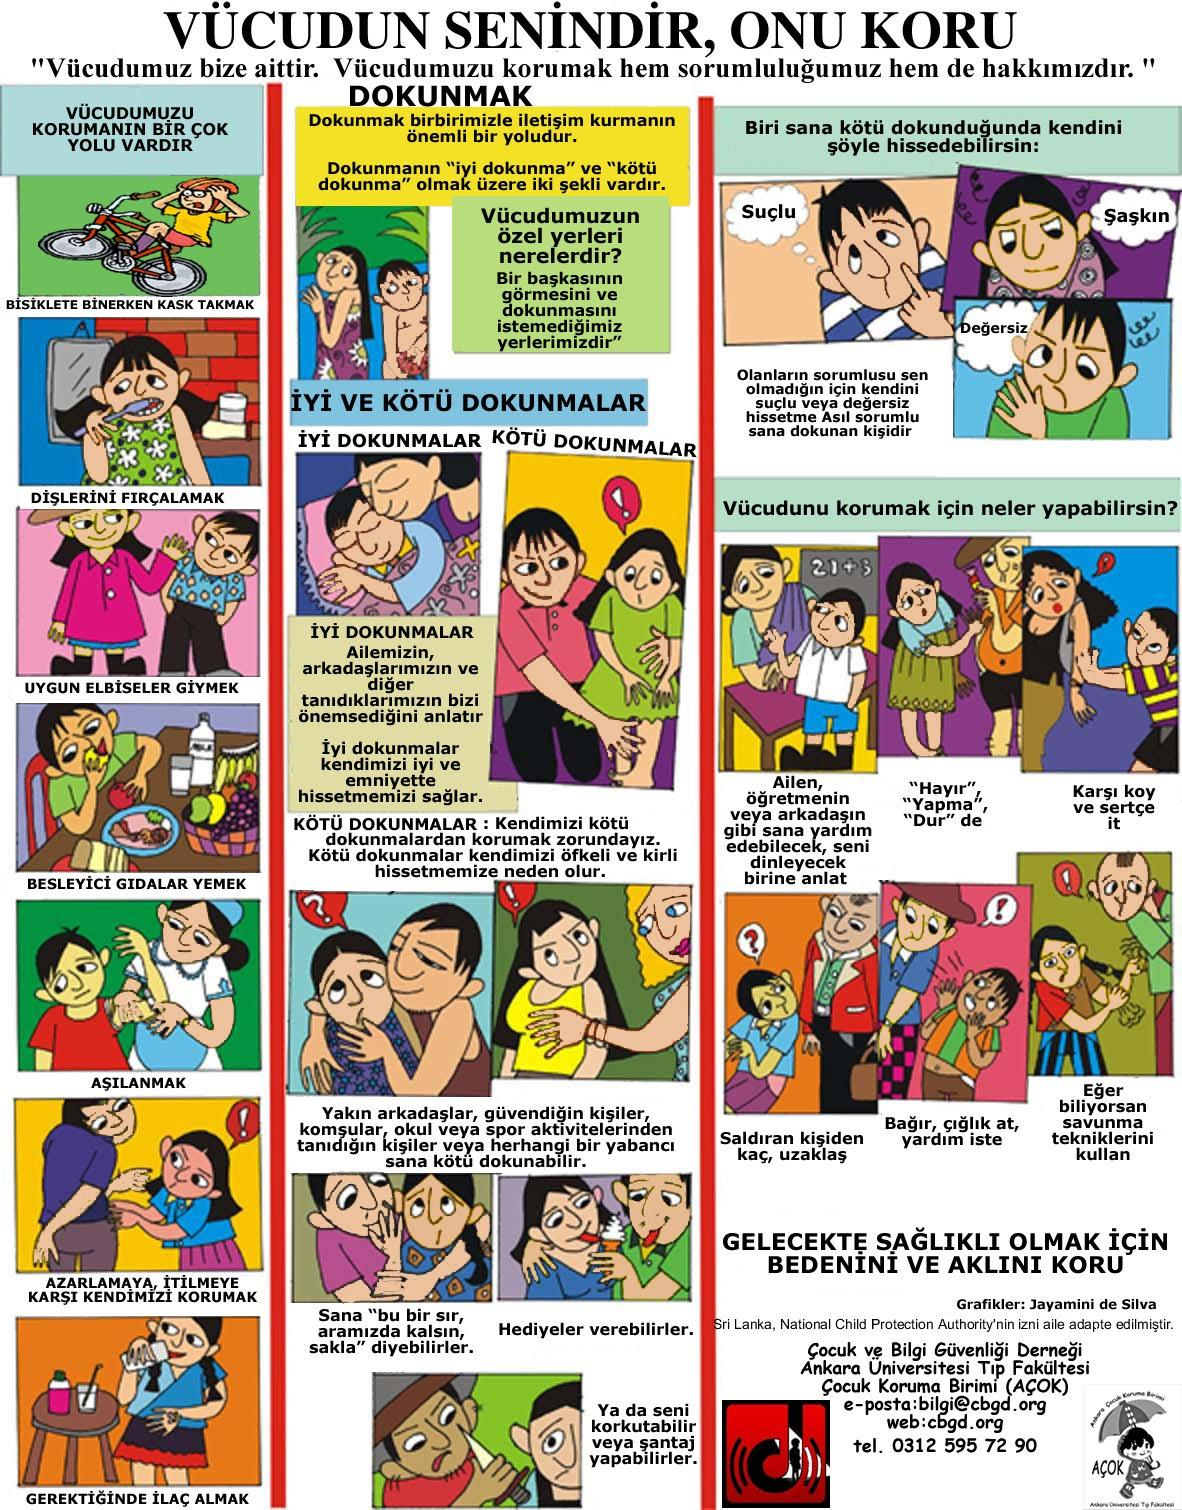 VÜCUDUN SENİNDİR, ONU KORU
"Vücudumuz bize aittir. Vücudumuzu korumak hem sorumluluğumuz hem de hakkımızdır. "
VÜCUDUMUZU
KORUMANIN BİR ÇOK
YOLU VARDIR
BİSİKLETE BİNERKEN KASK TAKMAK
DİŞLERİNİ FIRÇALAMAK
UYGUN ELBİSELER GİYMEK
BESLEYİCİ GIDALAR YEMEK
AŞILANMAK
!
AZARLAMAYA, İTİLMEYE
KARŞI KENDİMİZİ KORUMAK
GEREKTİĞİNDE İLAÇ ALMAK
DOKUNMAK
Dokunmak birbirimizle iletişim kurmanın
önemli bir yoludur.
Dokunmanın “iyi dokunma” ve “kötü
dokunma” olmak üzere iki şekli vardır.
Vücudumuzun
özel yerleri
nerelerdir?
Bir başkasının
görmesini ve
dokunmasını
istemediğimiz
yerlerimizdir”
İYİ VE KÖTÜ DOKUNMALAR
İYİ DOKUNMALAR
KÖTÜ DOKUNMALAR
!
İYİ DOKUNMALAR
Ailemizin,
arkadaşlarımızın ve
diğer
tanıdıklarımızın bizi
önemsediğini anlatır
İyi dokunmalar
kendimizi iyi ve
emniyette
hissetmemizi sağlar.
KÖTÜ DOKUNMALAR : Kendimizi kötü
dokunmalardan korumak zorundayız.
Kötü dokunmalar kendimizi öfkeli ve kirli
hissetmemize neden olur.
?
!
Yakın arkadaşlar, güvendiğin kişiler,
komşular, okul veya spor aktivitelerinden
tanıdığın kişiler veya herhangi bir yabancı
sana kötü dokunabilir.
Sana “bu bir sır,
aramızda kalsın,
sakla” diyebilirler.
Hediyeler verebilirler.
Ya da seni
korkutabilir
veya şantaj
yapabilirler.
Biri sana kötü dokunduğunda kendini
şöyle hissedebilirsin:
Suçlu
Şaşkın
Değersiz
Olanların sorumlusu sen
olmadığın için kendini
suçlu veya değersiz
hissetme Asıl sorumlu
sana dokunan kişidir
Vücudunu korumak için neler yapabilirsin?
21+3
!
Ailen,
öğretmenin
veya arkadaşın
gibi sana yardım
edebilecek, seni
dinleyecek
birine anlat
“Hayır”,
“Yapma”,
“Dur” de
Karşı koy
ve sertçe
it
?
!
!
Saldıran kişiden
kaç, uzaklaş
Bağır, çığlık at,
yardım iste
Eğer
biliyorsan
savunma
tekniklerini
kullan
GELECEKTE SAĞLIKLI OLMAK İÇİN
BEDENİNİ VE AKLINI KORU
Grafikler: Jayamini de Silva
Sri Lanka, National Child Protection Authority'nin izni aile adapte edilmiştir.
Çocuk ve Bilgi Güvenliği Derneği
Ankara Üniversitesi Tıp Fakültesi
Çocuk Koruma Birimi (AÇOK)
e-posta:bilgi@cbgd.org
web:cbgd.org
tel. 0312 595 72 90
Ankara Çocuk Koruma Birimi
AÇOK
Ankara Üniversitesi Tıp Fakültesi